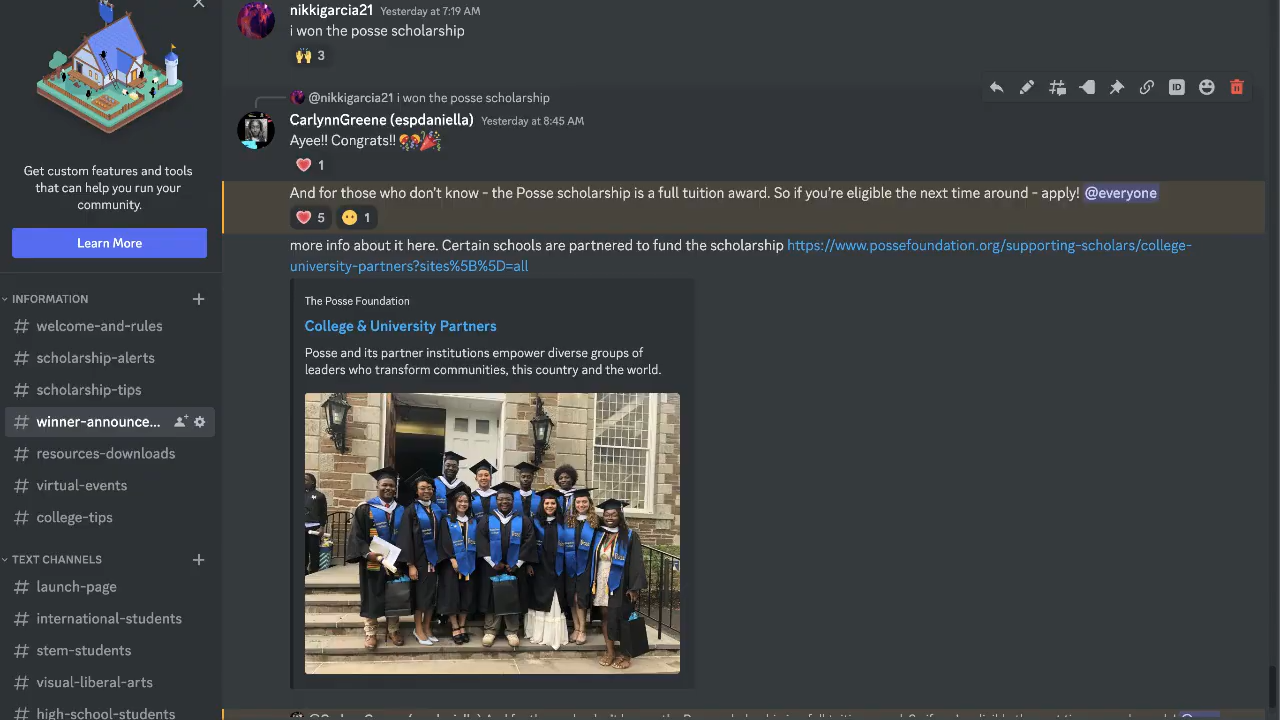 nikkigarcia21 Yesterday at 7:19 AM
i won the posse scholarship
3
@nikkigarcia21 i won the posse scholarship
CarlynnGreene (espdaniella) Yesterday at 8:45 AM
Ayee!! Congrats!!
1
And for those who don't know - the Posse scholarship is a full tuition award. So if you're eligible the next time around - apply! @everyone
5 1
more info about it here. Certain schools are partnered to fund the scholarship https://www.possefoundation.org/supporting-scholars/college-
university-partners?sites%5B%5D=all
The Posse Foundation
College & University Partners
Posse and its partner institutions empower diverse groups of
leaders who transform communities, this country and the world.
ID
Get custom features and tools
that can help you run your
community.
Learn More
INFORMATION
welcome-and-rules
scholarship-alerts
scholarship-tips
winner-announce...
resources-downloads
virtual-events
college-tips
TEXT CHANNELS
launch-page
international-students
stem-students
visual-liberal-arts
high-school-students